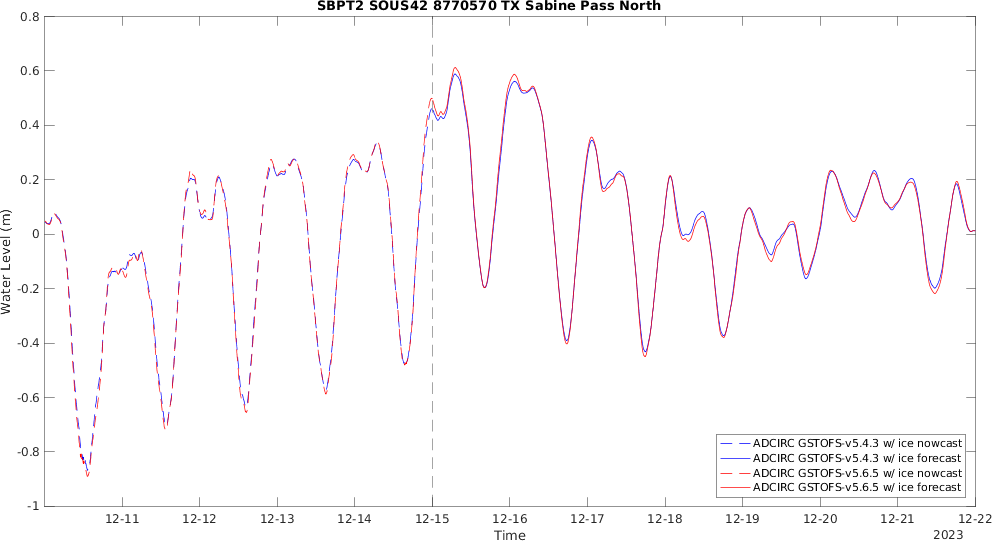 SBPT2 SOUS42 8770570 TX Sabine Pass North
0.8
0.6
0.4
0.2
0
-0.2
-0.4
-0.6
-0.8
-1
Water Level (m)
12-11 12-12 12-13 12-14 12-15 12-16 12-17 12-18 12-19 12-20 12-21 12-22
Time
2023
ADCIRC GSTOFS-v5.4.3 w/ ice nowcast
ADCIRC GSTOFS-v5.4.3 w/ ice forecast
ADCIRC GSTOFS-v5.6.5 w/ ice nowcast
ADCIRC GSTOFS-v5.6.5 w/ ice forecast